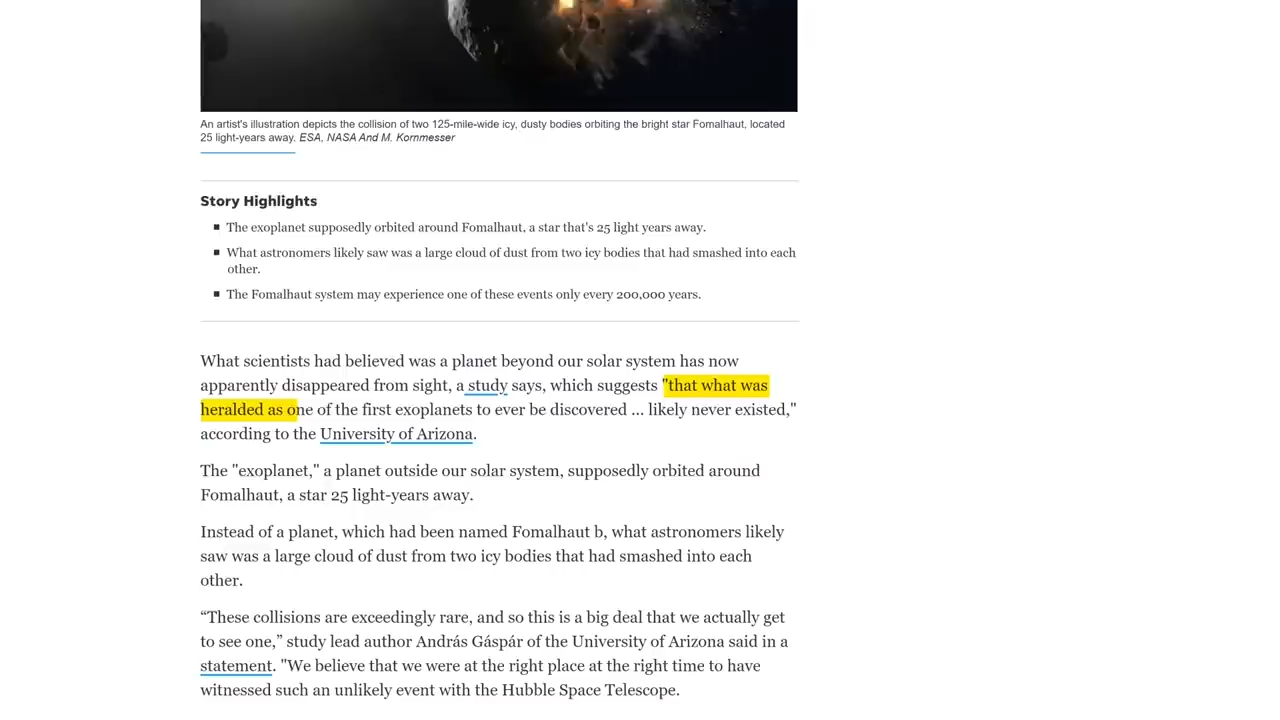 An artist's illustration depicts the collision of two 125-mile-wide icy, dusty bodies orbiting the bright star Fomalhaut, located
25 light-years away. ESA, NASA And M. Kornmesser
Story Highlights
The exoplanet supposedly orbited around Fomalhaut, a star that's 25 light years away.
What astronomers likely saw was a large cloud of dust from two icy bodies that had smashed into each
other.
The Fomalhaut system may experience one of these events only every 200,000 years.
What scientists had believed was a planet beyond our solar system has now
apparently disappeared from sight, a study says, which suggests "that what was
heralded as one of the first exoplanets to ever be discovered ... likely never existed,"
according to the University of Arizona.
The "exoplanet," a planet outside our solar system, supposedly orbited around
Fomalhaut, a star 25 light-years away.
Instead of a planet, which had been named Fomalhaut b, what astronomers likely
saw was a large cloud of dust from two icy bodies that had smashed into each
other.
“These collisions are exceedingly rare, and so this is a big deal that we actually get
to see one,” study lead author András Gáspár of the University of Arizona said in a
statement. "We believe that we were at the right place at the right time to have
witnessed such an unlikely event with the Hubble Space Telescope.